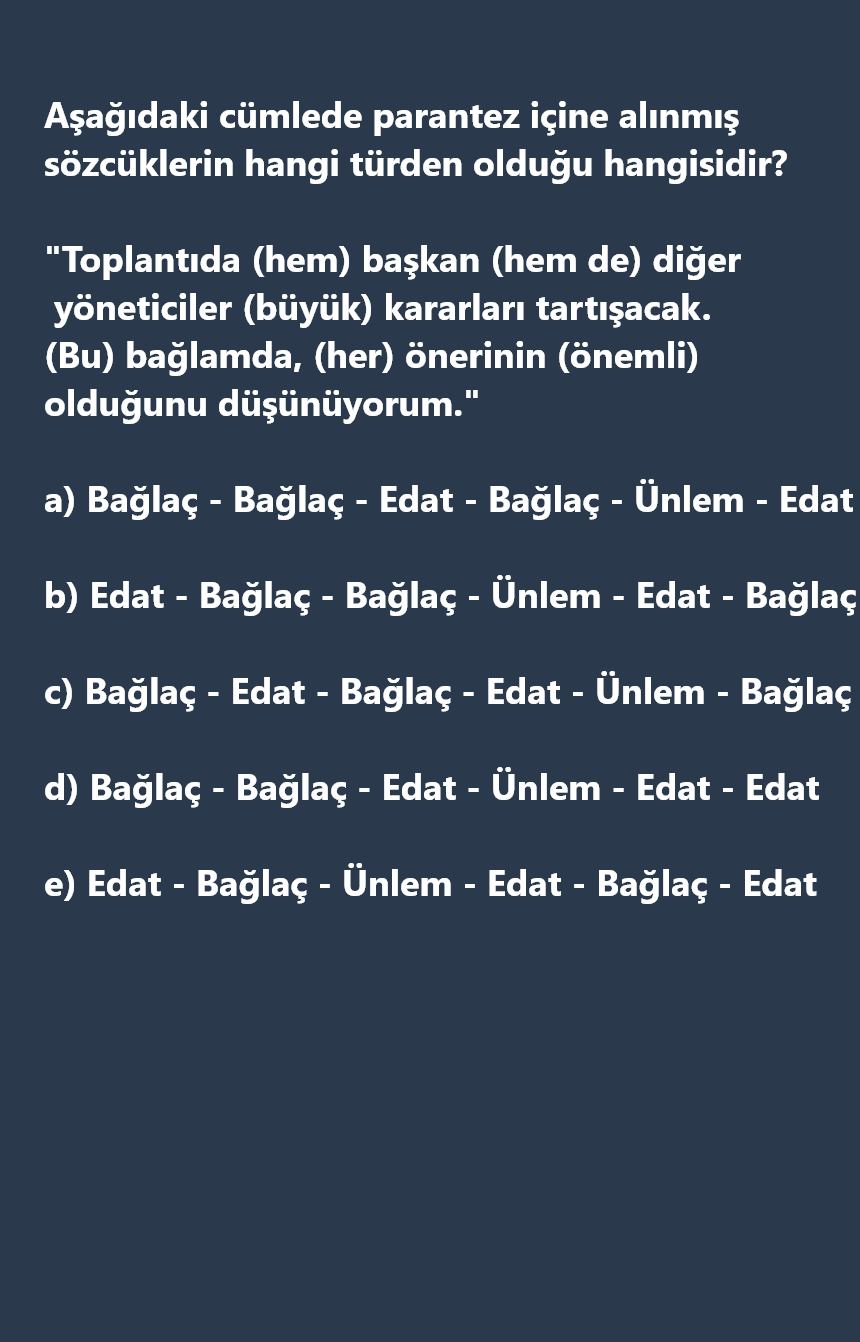 Aşağıdaki cümlede parantez içine alınmış
sözcüklerin hangi türden olduğu hangisidir?
"Toplantıda (hem) başkan (hem de) diğer
yöneticiler (büyük) kararları tartışacak.
(Bu) bağlamda, (her) önerinin (önemli)
olduğunu düşünüyorum."
a) Bağlaç - Bağlaç - Edat - Bağlaç - Ünlem - Edat
b) Edat - Bağlaç - Bağlaç - Ünlem - Edat - Bağlaç
c) Bağlaç - Edat - Bağlaç - Edat - Ünlem - Bağlaç
d) Bağlaç - Bağlaç - Edat - Ünlem - Edat - Edat
e) Edat - Bağlaç - Ünlem - Edat - Bağlaç - Edat